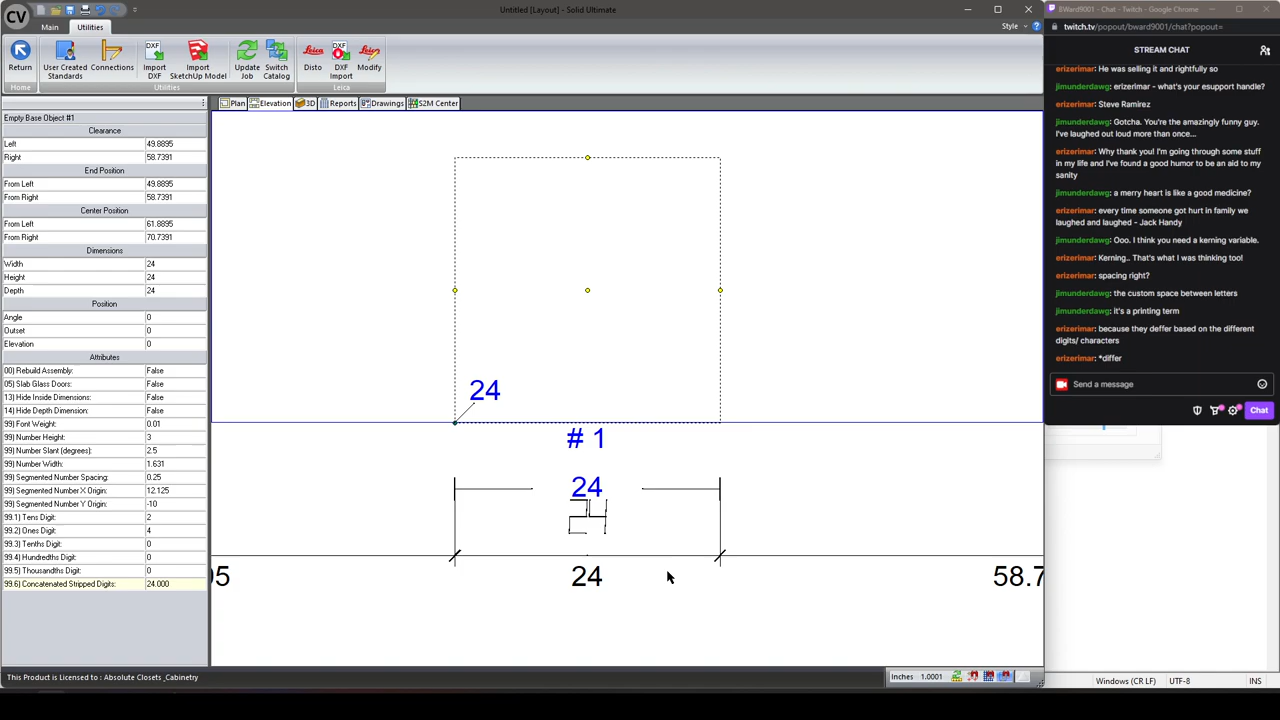 CV
Untitled [Layout] - Solid Ultimate
Main Utilities
Style
Return
User Created Standards
Connections
Import DXF
Import SketchUp Model
Update Job
Switch Catalog
Leica Disto
DXF Import
Leica Modify
Home
Utilities
Leica
Plan Elevation 3D Reports Drawings S2M Center
Empty Base Object #1
Clearance
Left 49.8895
Right 58.7391
End Position
From Left 49.8895
From Right 58.7391
Center Position
From Left 61.8895
From Right 70.7391
Dimensions
Width 24
Height 24
Depth 24
Position
Angle 0
Outset 0
Elevation 0
Attributes
00) Rebuild Assembly: False
05) Slab Glass Doors: False
13) Hide Inside Dimensions: False
14) Hide Depth Dimension: False
99) Font Weight: 0.01
99) Number Height: 3
99) Number Slant (degrees): 2.5
99) Number Width: 1.631
99) Segmented Number Spacing: 0.25
99) Segmented Number X Origin: 12.125
99) Segmented Number Y Origin: -10
99.1) Tens Digit: 2
99.2) Ones Digit: 4
99.3) Tenths Digit: 0
99.4) Hundredths Digit: 0
99.5) Thousandths Digit: 0
99.6) Concatenated Stripped Digits: 24.000
24
# 1
24
24
24
58.7
This Product is Licensed to : Absolute Closets _Cabinetry
Inches 1.0001
BWard9001 - Chat - Twitch - Google Chrome
twitch.tv/popout/bward9001/chat?popout=
STREAM CHAT
erizerimar: He was selling it and rightfully so
jimunderdawg: erizerimar - what's your esupport handle?
erizerimar: Steve Ramirez
jimunderdawg: Gotcha. You're the amazingly funny guy.
I've laughed out loud more than once...
erizerimar: Why thank you! I'm going through some stuff
in my life and I've found a good humor to be an aid to my
sanity
jimunderdawg: a merry heart is like a good medicine?
erizerimar: every time someone got hurt in family we
laughed and laughed - Jack Handy
jimunderdawg: Ooo. I think you need a kerning variable.
erizerimar: Kerning.. That's what I was thinking too!
erizerimar: spacing right?
jimunderdawg: the custom space between letters
jimunderdawg: it's a printing term
erizerimar: because they deffer based on the different
digits/ characters
erizerimar: *differ
Send a message
Chat
Windows (CR LF) UTF-8 INS